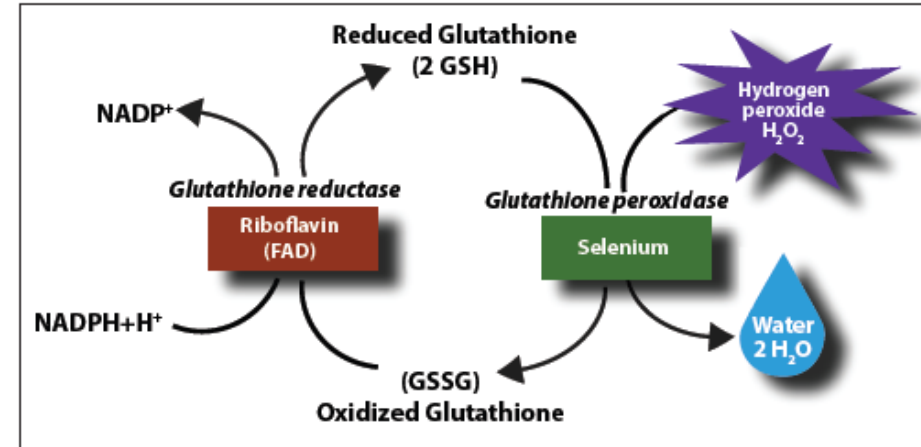 Reduced Glutathione
(2 GSH)
Hydrogen
peroxide
H₂O₂
NADP⁺
Glutathione reductase
Glutathione peroxidase
Riboflavin
(FAD)
Selenium
NADPH+H⁺
Water
2 H₂O
(GSSG)
Oxidized Glutathione